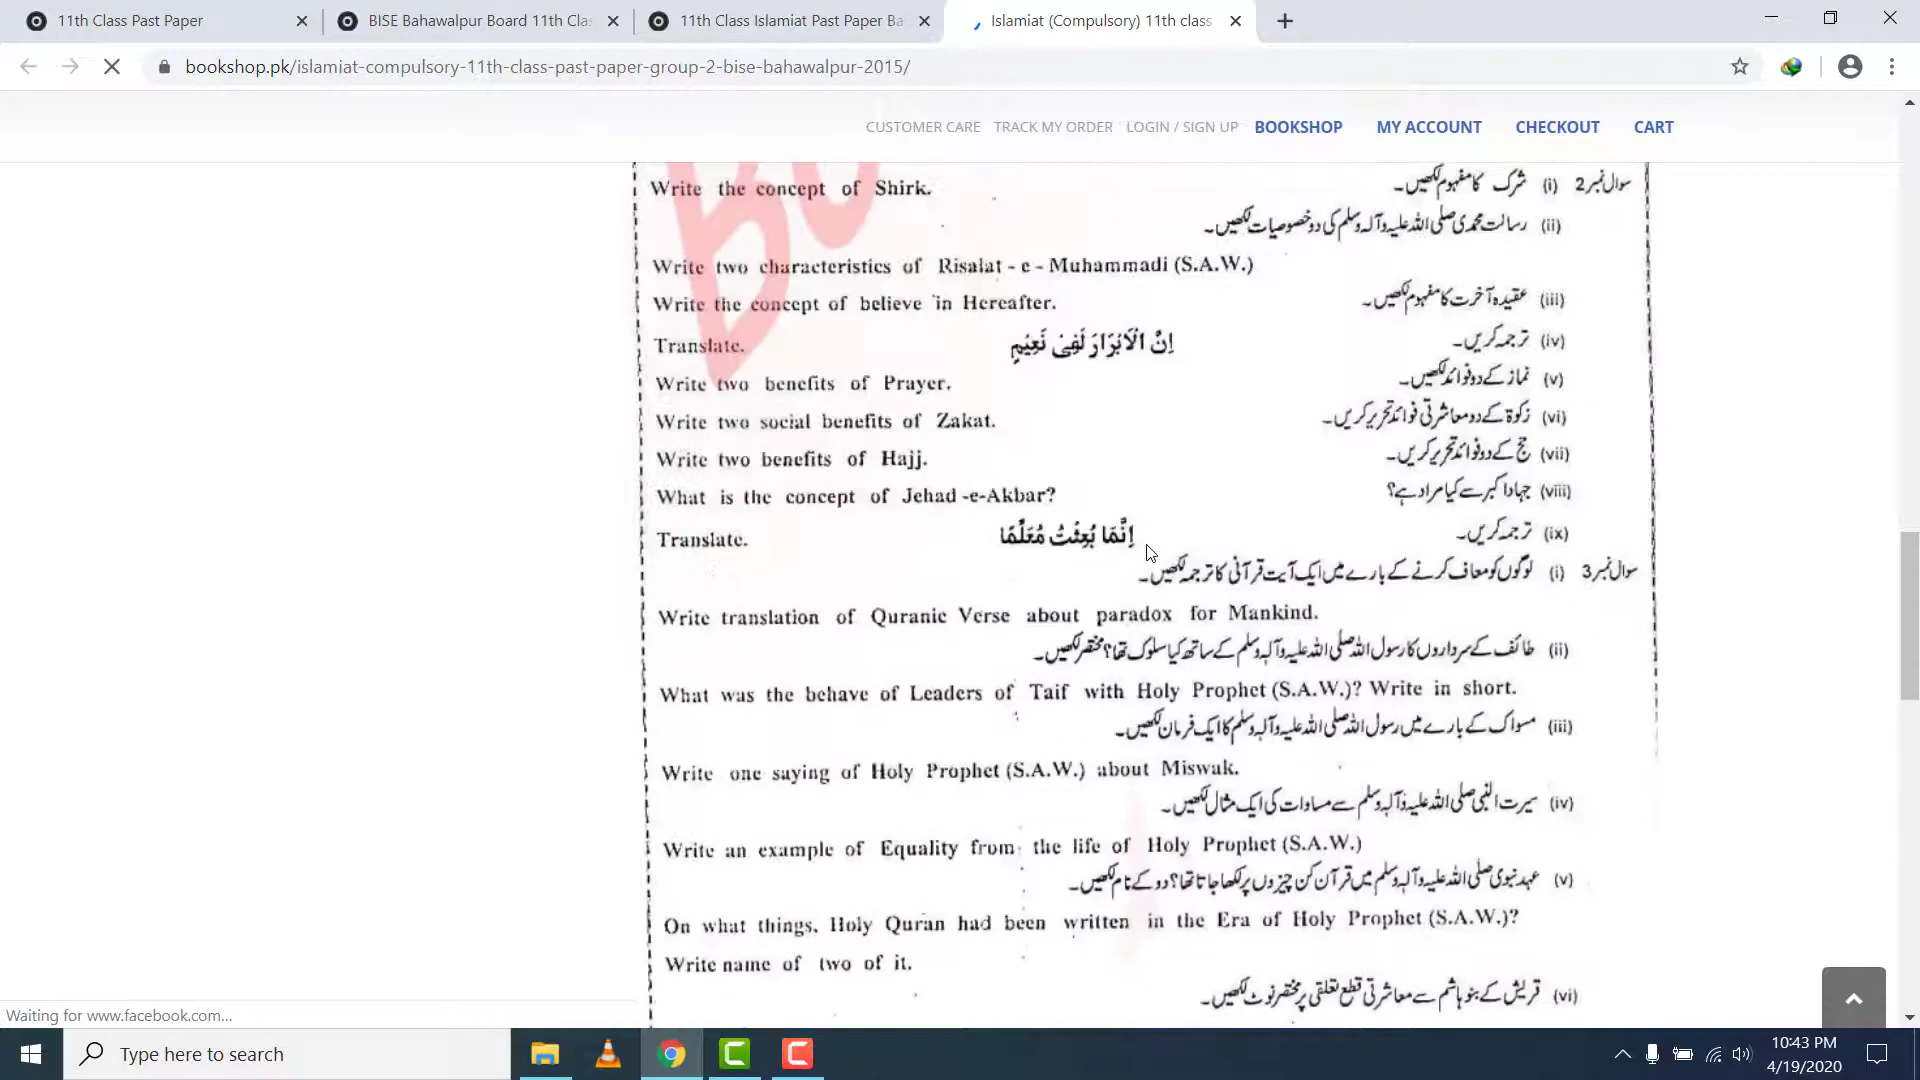 11th Class Past Paper
BISE Bahawalpur Board 11th Clas
11th Class Islamiat Past Paper Ba
Islamiat (Compulsory) 11th class
bookshop.pk/islamiat-compulsory-11th-class-past-paper-group-2-bise-bahawalpur-2015/
CUSTOMER CARE TRACK MY ORDER LOGIN / SIGN UP BOOKSHOP MY ACCOUNT CHECKOUT CART
Write the concept of Shirk.
سوال نمبر 2 (i) شرک کا مفہوم لکھیں۔
(ii) رسالت محمدی صلی اللہ علیہ وآلہ وسلم کی دو خصوصیات لکھیں۔
Write two characteristics of Risalat - e - Muhammadi (S.A.W.)
Write the concept of believe in Hereafter.
(iii) عقیدہ آخرت کا مفہوم لکھیں۔
Translate.
اِنَّ الْاَبْرَارَ لَفِیْ نَعِیْمٍ
(iv) ترجمہ کریں۔
Write two benefits of Prayer.
(v) نماز کے دو فوائد لکھیں۔
Write two social benefits of Zakat.
(vi) زکوٰۃ کے دو معاشرتی فوائد تحریر کریں۔
Write two benefits of Hajj.
(vii) حج کے دو فوائد تحریر کریں۔
What is the concept of Jehad -e-Akbar?
(viii) جہاد اکبر سے کیا مراد ہے؟
Translate.
اِنَّمَا بُعِثْتُ مُعَلِّمًا
(ix) ترجمہ کریں۔
سوال نمبر 3 (i) لوگوں کو معاف کرنے کے بارے میں ایک آیت قرآنی کا ترجمہ لکھیں۔
Write translation of Quranic Verse about paradox for Mankind.
(ii) طائف کے سرداروں کا رسول اللہ صلی اللہ علیہ وآلہ وسلم کے ساتھ کیا سلوک تھا؟ مختصر لکھیں۔
What was the behave of Leaders of Taif with Holy Prophet (S.A.W.)? Write in short.
(iii) مسواک کے بارے میں رسول اللہ صلی اللہ علیہ وآلہ وسلم کا ایک فرمان لکھیں۔
Write one saying of Holy Prophet (S.A.W.) about Miswak.
(iv) سیرت النبی صلی اللہ علیہ وآلہ وسلم سے مساوات کی ایک مثال لکھیں۔
Write an example of Equality from the life of Holy Prophet (S.A.W.)
(v) عہد نبوی صلی اللہ علیہ وآلہ وسلم میں قرآن کن چیزوں پر لکھا جاتا تھا؟ دو کے نام لکھیں۔
On what things, Holy Quran had been written in the Era of Holy Prophet (S.A.W.)?
Write name of two of it.
(vi) قریش کے بنو ہاشم سے معاشرتی قطع تعلقی پر مختصر نوٹ لکھیں۔
Waiting for www.facebook.com...
Type here to search
10:43 PM
4/19/2020